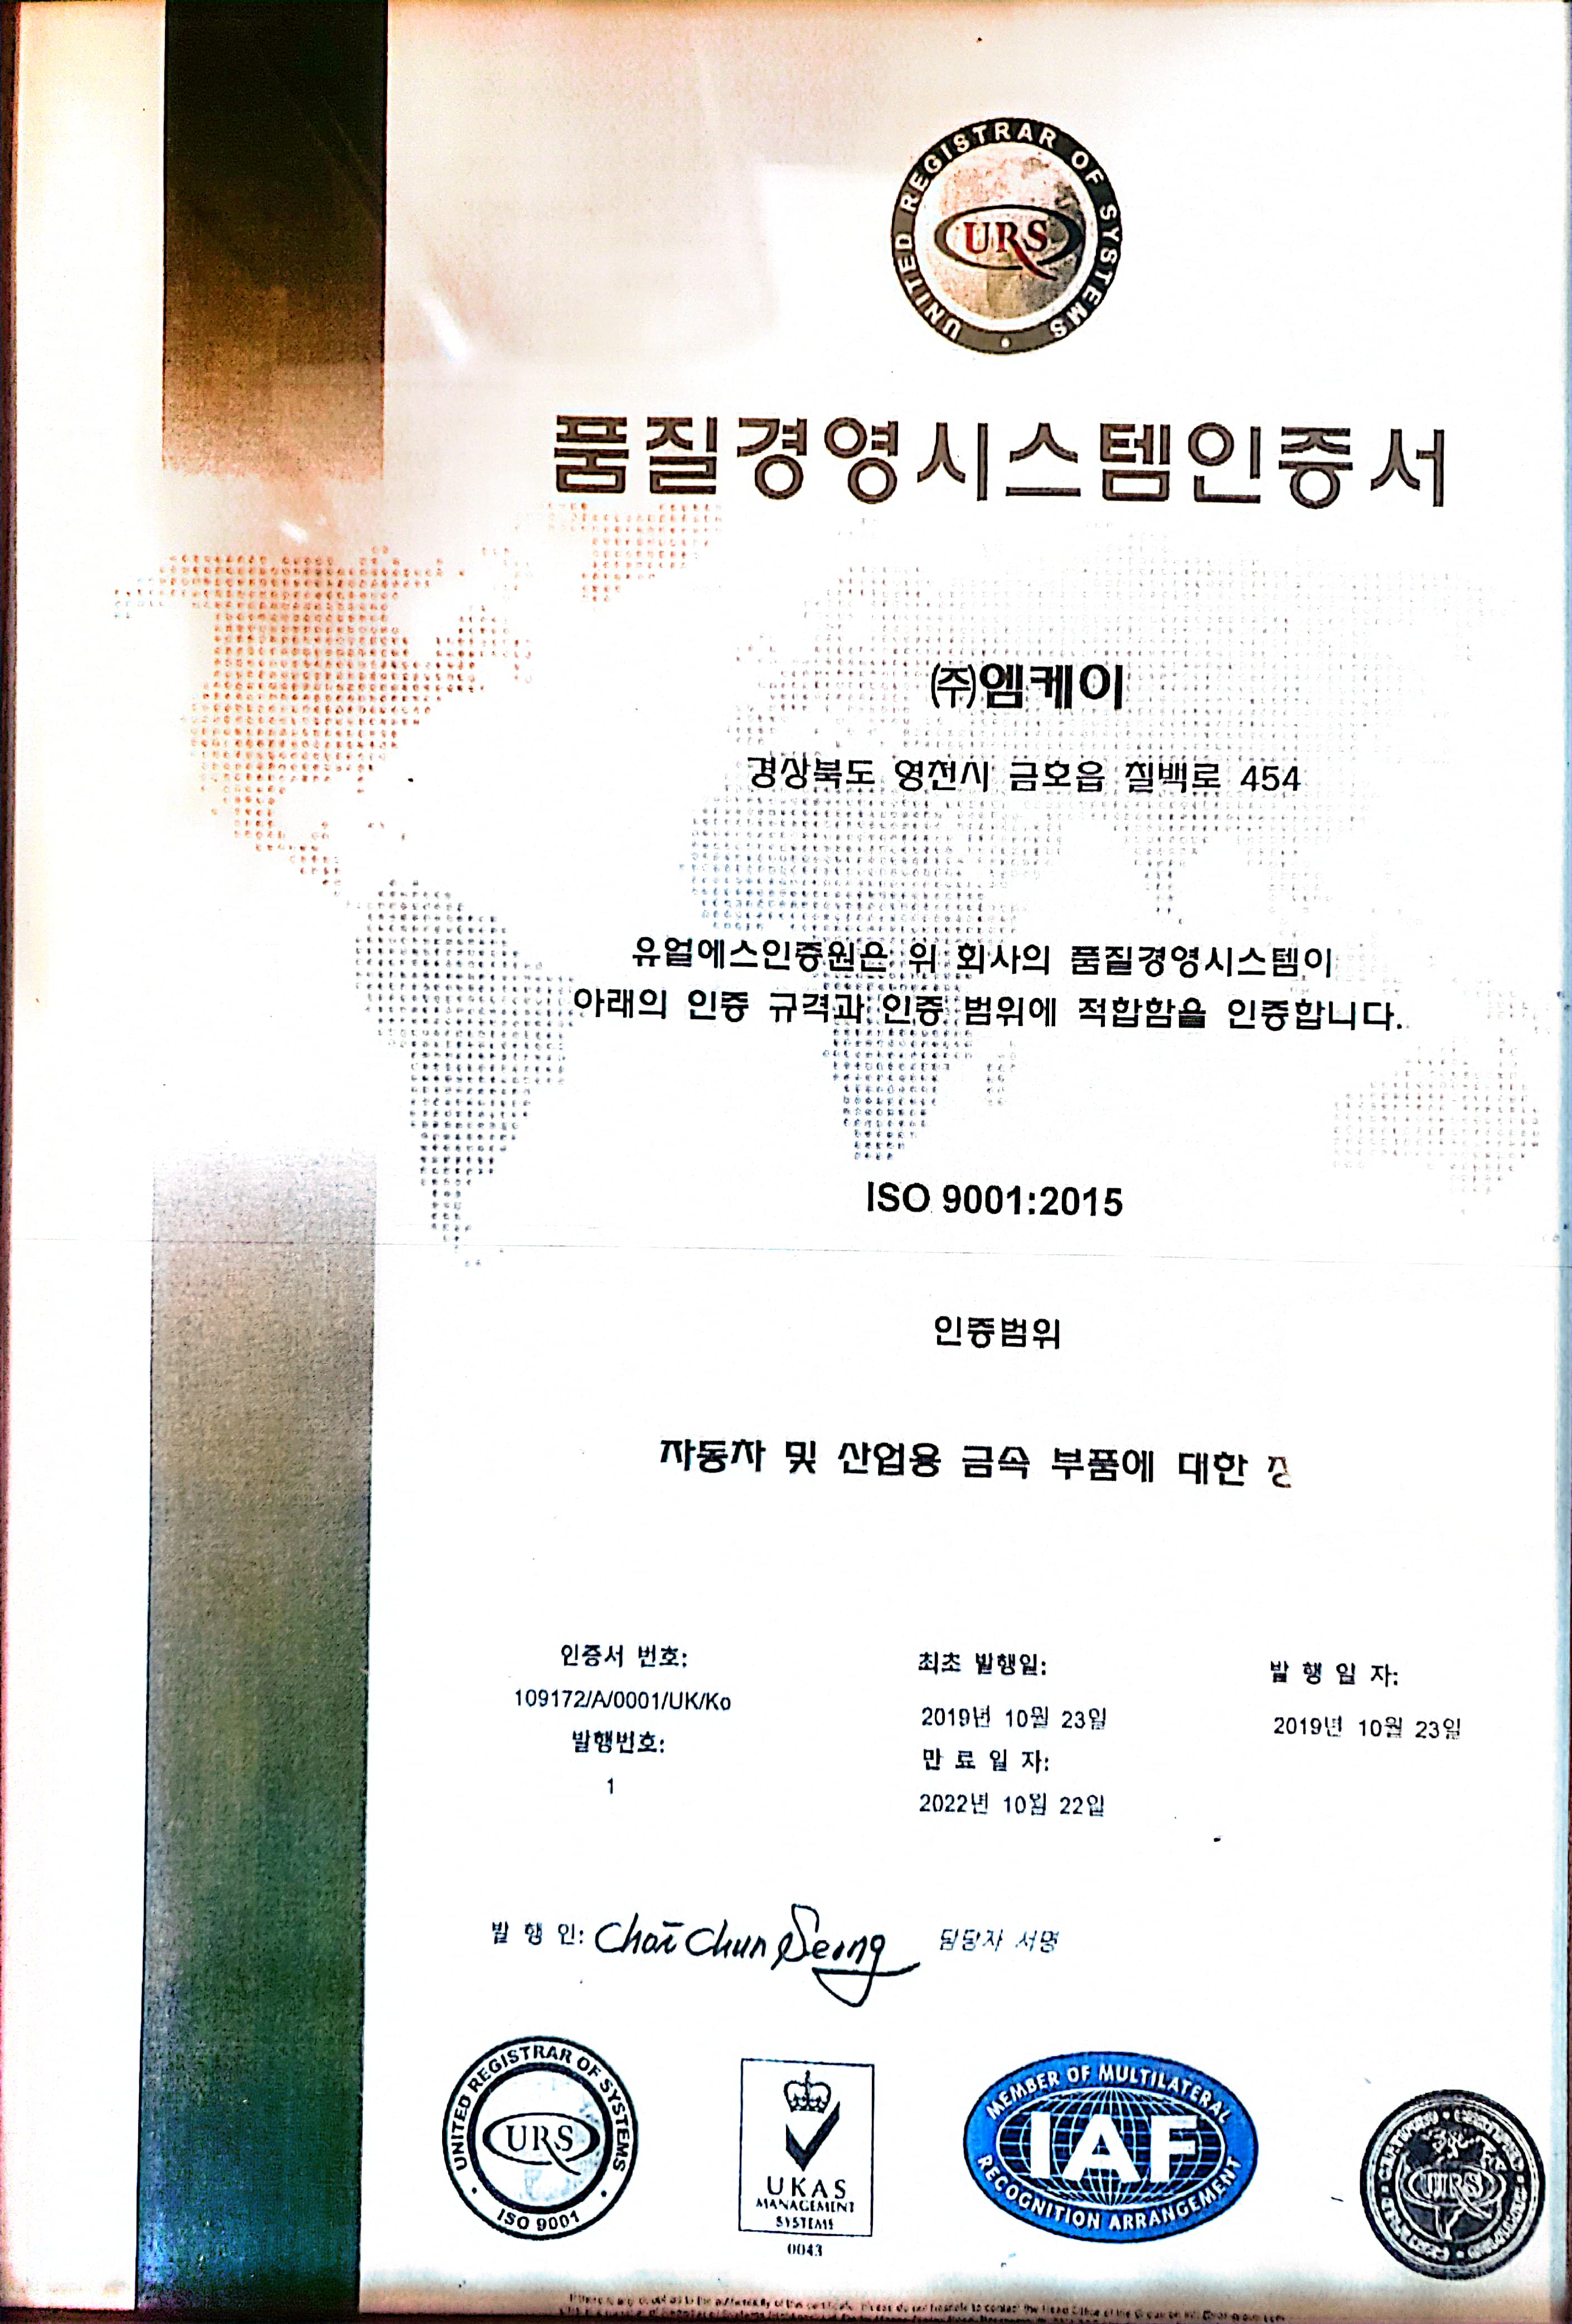 UNITED REGISTRAR OF SYSTEMS
URS
품질경영시스템인증서
㈜엠케이
경상북도 영천시 금호읍 칠백로 454
유얼에스인증원은 위 회사의 품질경영시스템이
아래의 인증 규격과 인증 범위에 적합함을 인증합니다.
ISO 9001:2015
인증범위
자동차 및 산업용 금속 부품에 대한
인증서 번호:
109172/A/0001/UK/Ko
발행번호:
1
최초 발행일:
2019년 10월 23일
만 료 일 자:
2022년 10월 22일
발 행 일 자:
2019년 10월 23일
발 행 인: Choi Chun Seong 담당자 서명
UNITED REGISTRAR OF SYSTEMS
URS
ISO 9001
UKAS
MANAGEMENT
SYSTEMS
0043
MEMBER OF MULTILATERAL
IAF
RECOGNITION ARRANGEMENT
URS